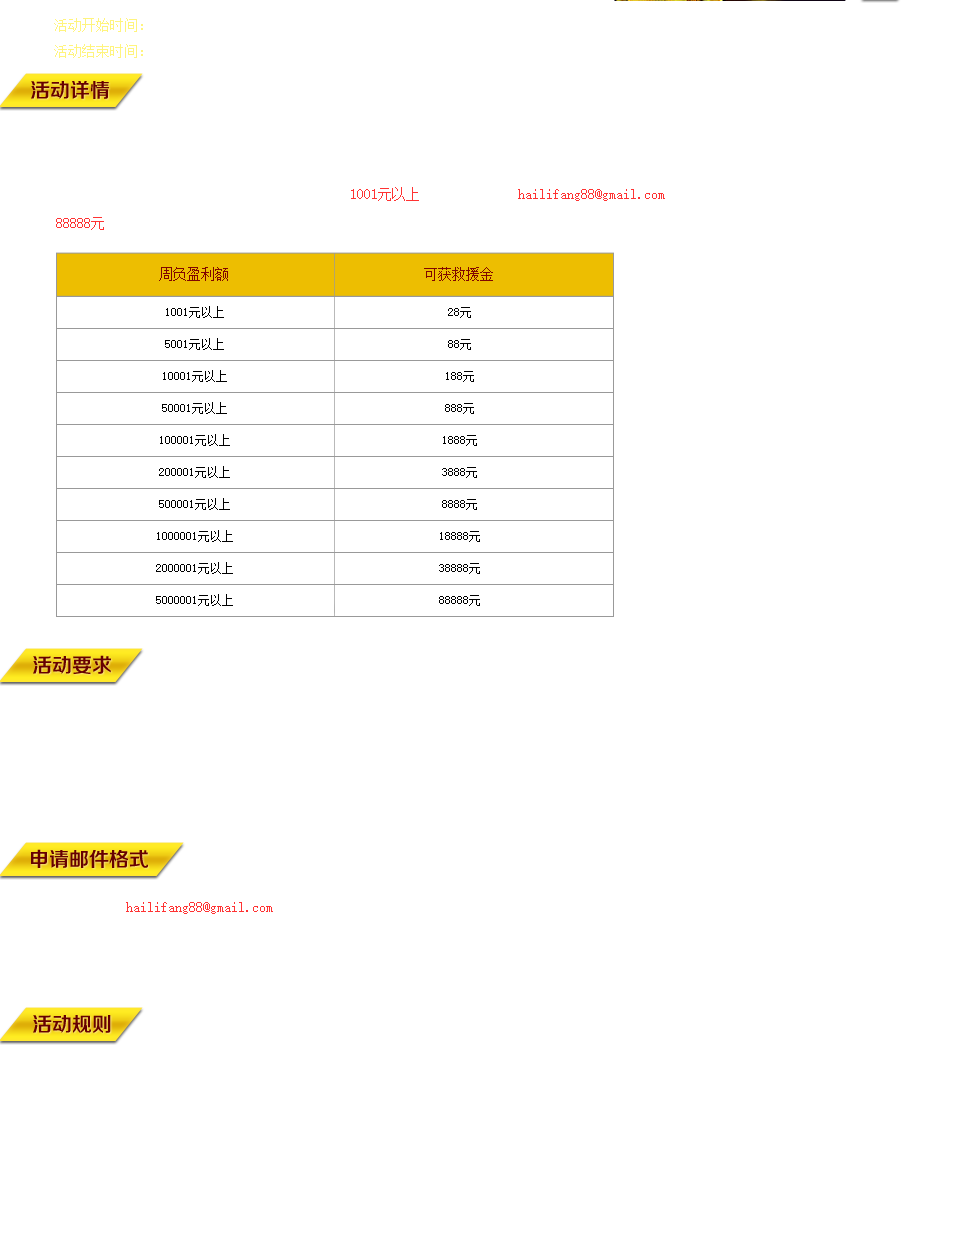 活动开始时间：
活动结束时间：
活动详情
1001元以上 hailifang88@gmail.com
88888元
周负盈利额 可获救援金
1001元以上 28元
5001元以上 88元
10001元以上 188元
50001元以上 888元
100001元以上 1888元
200001元以上 3888元
500001元以上 8888元
1000001元以上 18888元
2000001元以上 38888元
5000001元以上 88888元
活动要求
申请邮件格式
hailifang88@gmail.com
活动规则